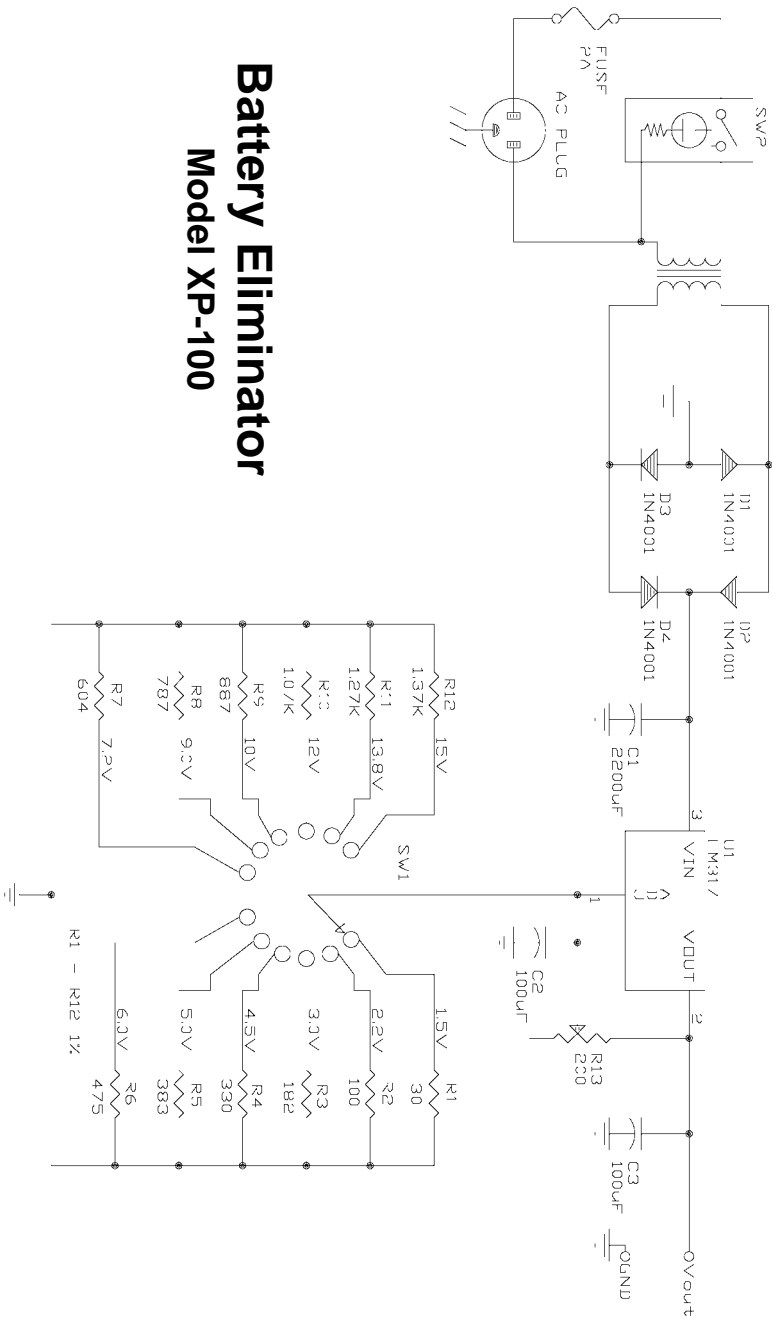 Battery Eliminator
Model XP-100
FUSE
2A
AC PLUG
SWP
D1
1N4001
D3
1N4001
D2
1N4001
D4
1N4001
C1
2200uF
3
U1
LM317
VIN
VOUT
1
2
C2
100uF
R13
200
C3
100uF
Vout
GND
R12
1.37K
15V
R11
1.27K
13.8V
R10
1.07K
12V
R9
887
10V
R8
787
9.0V
R7
604
7.2V
SW1
1.5V
R1
30
2.2V
R2
100
3.0V
R3
182
4.5V
R4
330
5.0V
R5
383
6.0V
R6
475
R1 - R12 1%